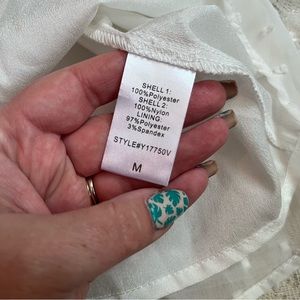 SHELL 1:
100%Polyester
SHELL 2:
100%Nylon
LINING:
97%Polyester
3%Spandex
STYLE#Y17750V
M